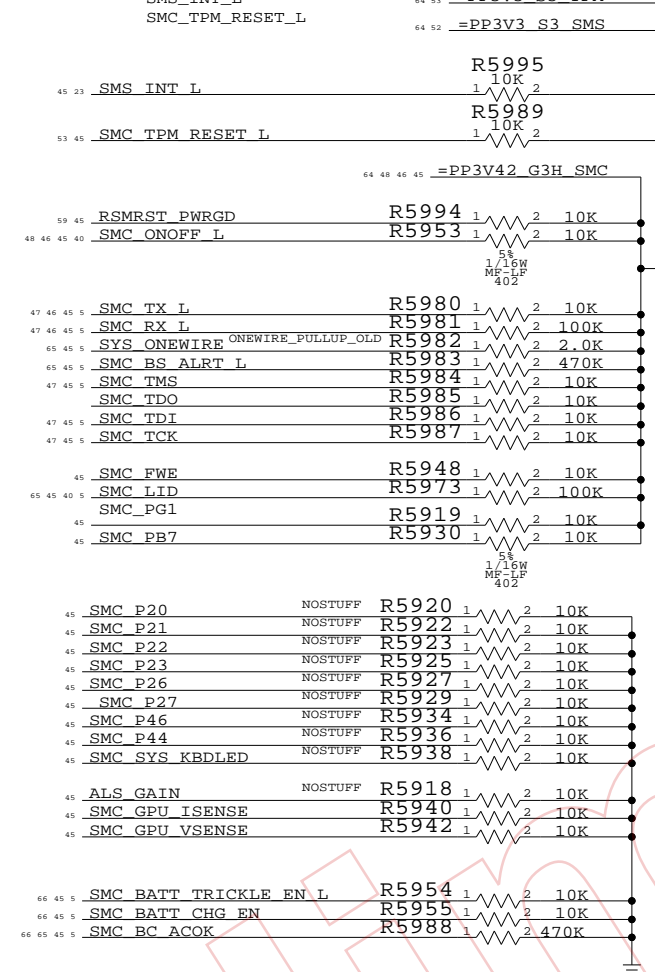 SMC_TPM_RESET_L
64 52 =PP3V3_S3_SMS
R5995
10K
45 23 SMS_INT_L 1 2
R5989
10K
53 45 SMC_TPM_RESET_L 1 2
64 48 46 45 =PP3V42_G3H_SMC
59 45 RSMRST_PWRGD R5994 1 2 10K
48 46 45 40 SMC_ONOFF_L R5953 1 2 10K
5%
1/16W
MF-LF
402
47 46 45 5 SMC_TX_L R5980 1 2 10K
47 46 45 5 SMC_RX_L R5981 1 2 100K
65 45 5 SYS_ONEWIRE ONEWIRE_PULLUP_OLD R5982 1 2 2.0K
65 45 5 SMC_BS_ALRT_L R5983 1 2 470K
47 45 5 SMC_TMS R5984 1 2 10K
SMC_TDO R5985 1 2 10K
47 45 5 SMC_TDI R5986 1 2 10K
47 45 5 SMC_TCK R5987 1 2 10K
45 SMC_FWE R5948 1 2 10K
65 45 40 5 SMC_LID R5973 1 2 100K
SMC_PG1
45 R5919 1 2 10K
45 SMC_PB7 R5930 1 2 10K
5%
1/16W
MF-LF
402
45 SMC_P20 NOSTUFF R5920 1 2 10K
45 SMC_P21 NOSTUFF R5922 1 2 10K
45 SMC_P22 NOSTUFF R5923 1 2 10K
45 SMC_P23 NOSTUFF R5925 1 2 10K
45 SMC_P26 NOSTUFF R5927 1 2 10K
45 SMC_P27 NOSTUFF R5929 1 2 10K
45 SMC_P46 NOSTUFF R5934 1 2 10K
45 SMC_P44 NOSTUFF R5936 1 2 10K
45 SMC_SYS_KBDLED NOSTUFF R5938 1 2 10K
45 ALS_GAIN NOSTUFF R5918 1 2 10K
45 SMC_GPU_ISENSE R5940 1 2 10K
45 SMC_GPU_VSENSE R5942 1 2 10K
66 45 5 SMC_BATT_TRICKLE_EN_L R5954 1 2 10K
66 45 5 SMC_BATT_CHG_EN R5955 1 2 10K
66 65 45 5 SMC_BC_ACOK R5988 1 2 470K